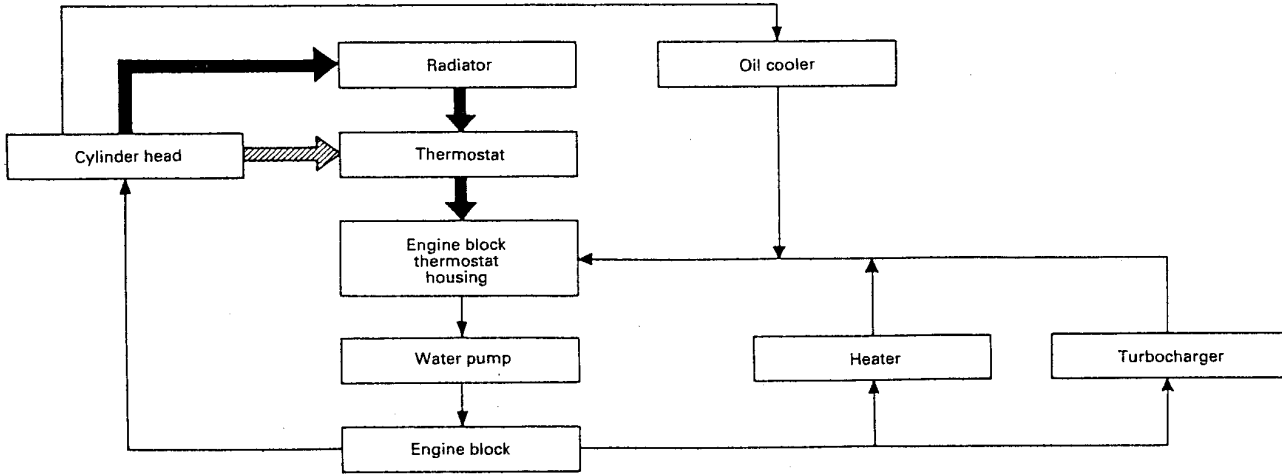 Radiator
Oil cooler
Cylinder head
Thermostat
Engine block
thermostat
housing
Water pump
Heater
Turbocharger
Engine block